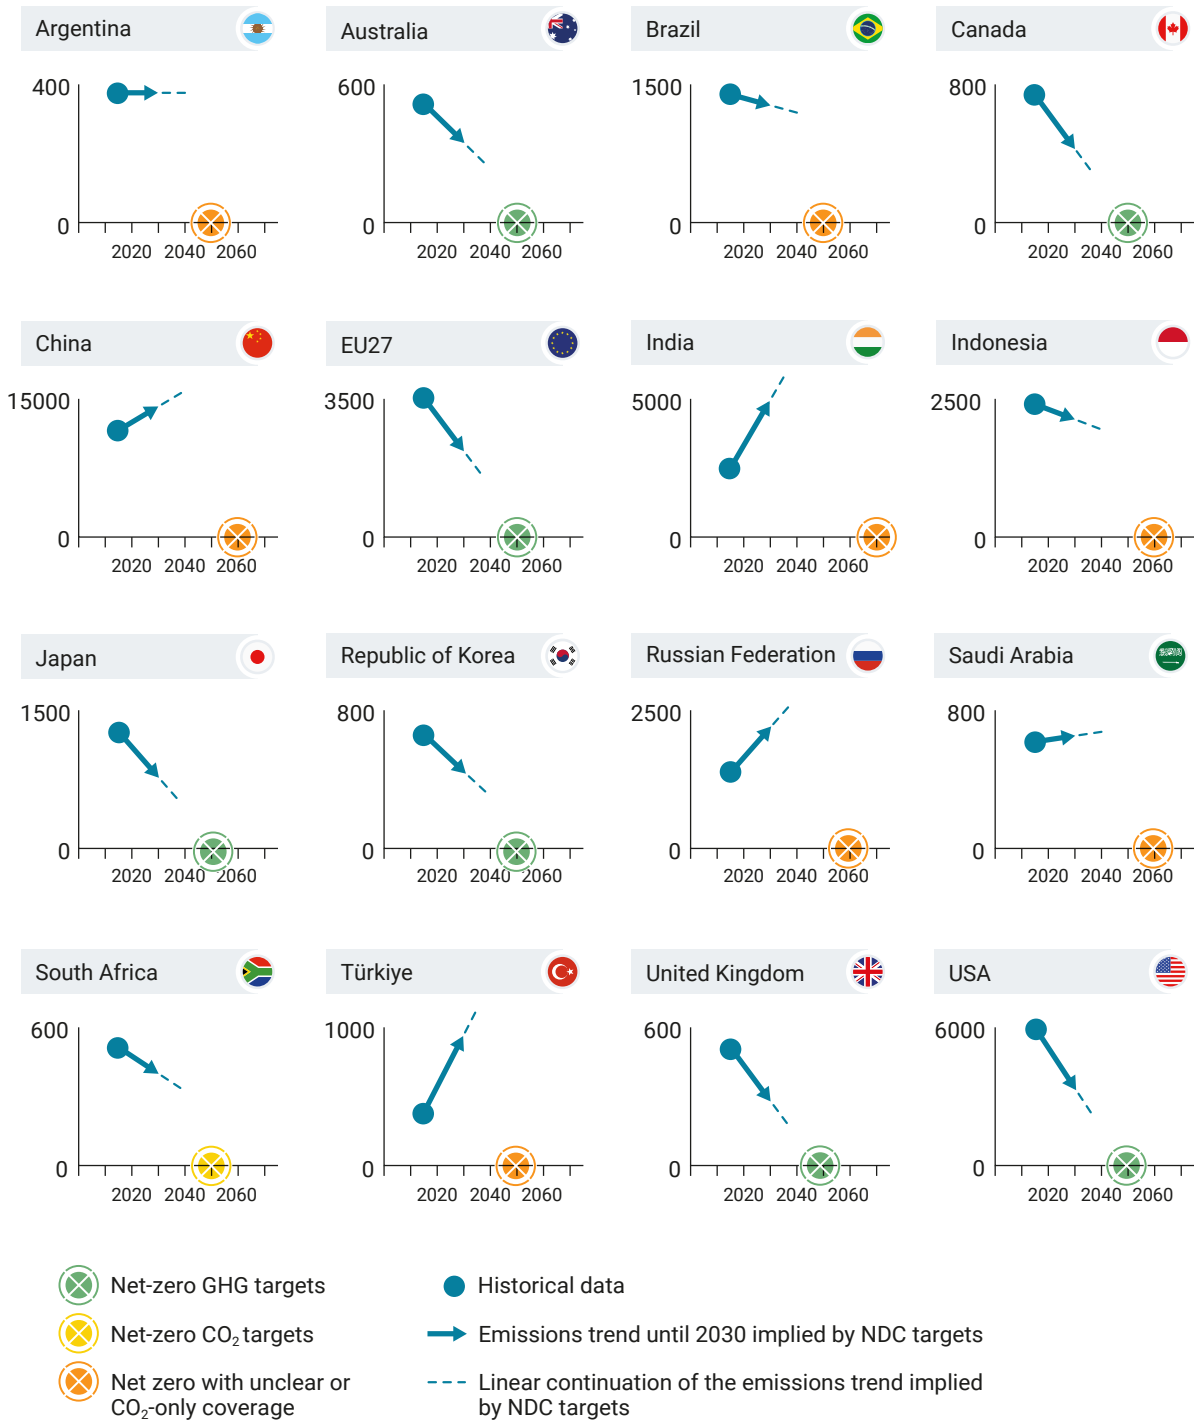 Argentina
Australia
Brazil
Canada
400
0
2020 2040 2060
600
0
2020 2040 2060
1500
0
2020 2040 2060
800
0
2020 2040 2060
China
EU27
India
Indonesia
15000
0
2020 2040 2060
3500
0
2020 2040 2060
5000
0
2020 2040 2060
2500
0
2020 2040 2060
Japan
Republic of Korea
Russian Federation
Saudi Arabia
1500
0
2020 2040 2060
800
0
2020 2040 2060
2500
0
2020 2040 2060
800
0
2020 2040 2060
South Africa
Türkiye
United Kingdom
USA
600
0
2020 2040 2060
1000
0
2020 2040 2060
600
0
2020 2040 2060
6000
0
2020 2040 2060
Net-zero GHG targets
Net-zero CO₂ targets
Net zero with unclear or
CO₂-only coverage
Historical data
Emissions trend until 2030 implied by NDC targets
Linear continuation of the emissions trend implied
by NDC targets